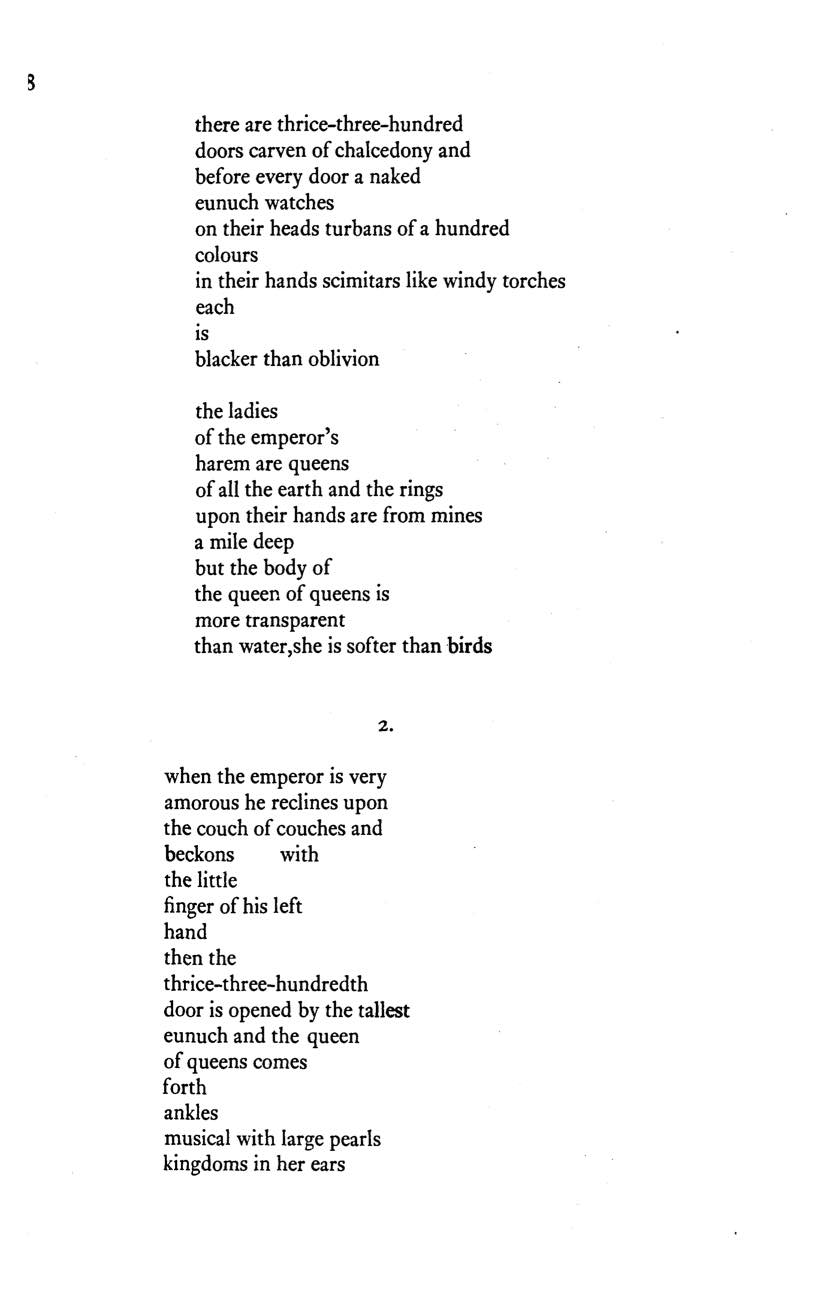 8
there are thrice-three-hundred
doors carven of chalcedony and
before every door a naked
eunuch watches
on their heads turbans of a hundred
colours
in their hands scimitars like windy torches
each
is
blacker than oblivion
the ladies
of the emperor's
harem are queens
of all the earth and the rings
upon their hands are from mines
a mile deep
but the body of
the queen of queens is
more transparent
than water,she is softer than birds
2.
when the emperor is very
amorous he reclines upon
the couch of couches and
beckons with
the little
finger of his left
hand
then the
thrice-three-hundredth
door is opened by the tallest
eunuch and the queen
of queens comes
forth
ankles
musical with large pearls
kingdoms in her ears